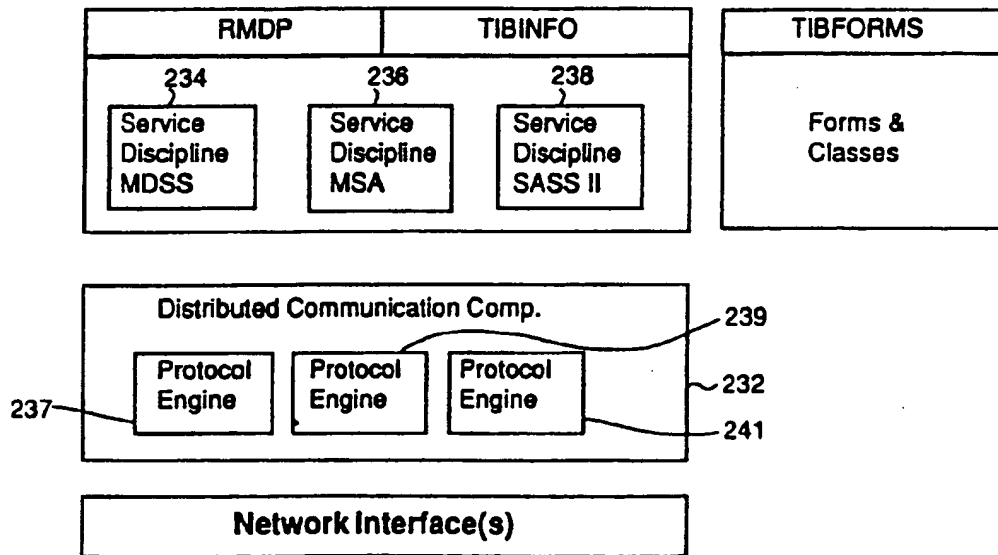 RMDP
TIBINFO
TIBFORMS
234
236
238
Service
Discipline
MDSS
Service
Discipline
MSA
Service
Discipline
SASS II
Forms &
Classes
Distributed Communication Comp.
239
Protocol
Engine
Protocol
Engine
Protocol
Engine
232
237
241
Network Interface(s)